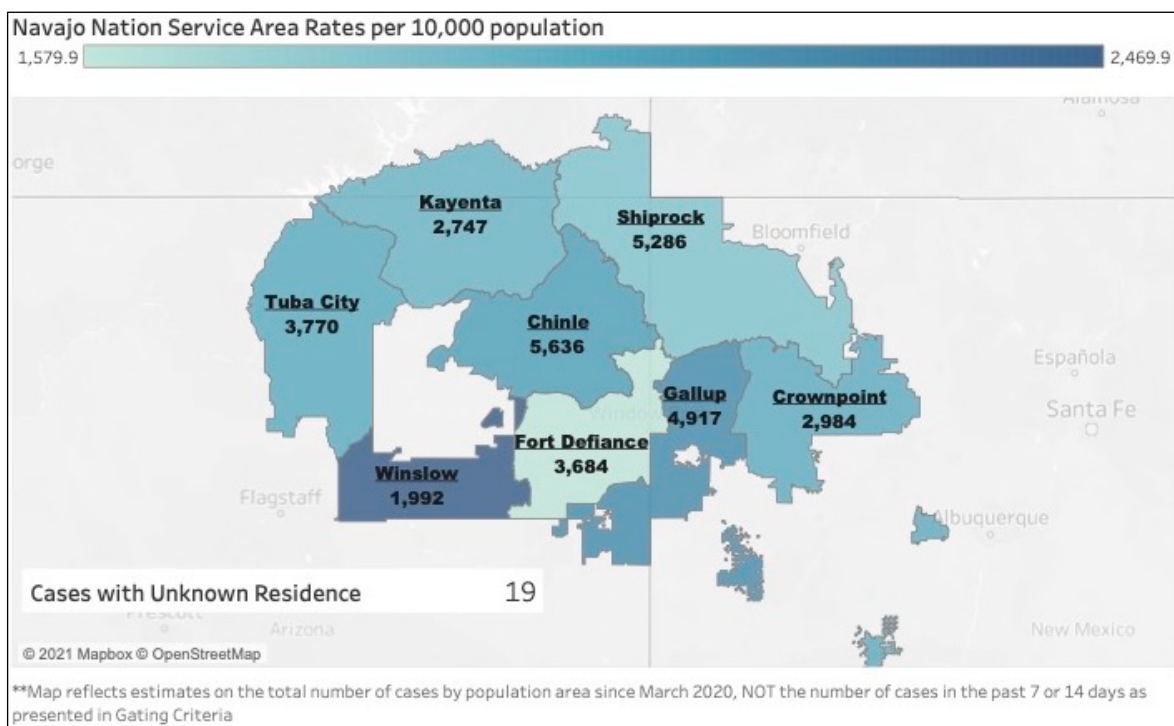 Navajo Nation Service Area Rates per 10,000 population
1,579.9
2,469.9
Alamosa
orge
Kayenta
2,747
Shiprock
5,286
Bloomfield
Tuba City
3,770
Chinle
5,636
Española
Gallup
4,917
Crownpoint
2,984
Santa Fe
Window
Fort Defiance
3,684
Winslow
1,992
Flagstaff
Albuquerque
Cases with Unknown Residence 19
Prescott
Arizona
New Mexico
© 2021 Mapbox © OpenStreetMap
**Map reflects estimates on the total number of cases by population area since March 2020, NOT the number of cases in the past 7 or 14 days as
presented in Gating Criteria